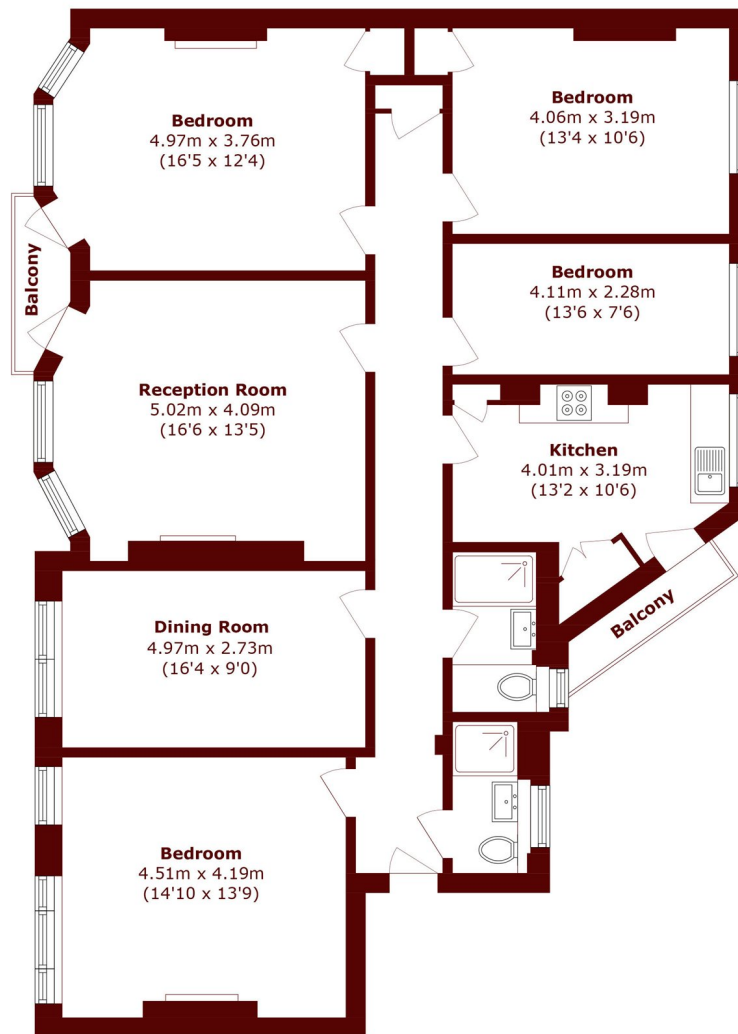 Bedroom
4.97m x 3.76m
(16'5 x 12'4)
Bedroom
4.06m x 3.19m
(13'4 x 10'6)
Balcony
Bedroom
4.11m x 2.28m
(13'6 x 7'6)
Reception Room
5.02m x 4.09m
(16'6 x 13'5)
Kitchen
4.01m x 3.19m
(13'2 x 10'6)
Balcony
Dining Room
4.97m x 2.73m
(16'4 x 9'0)
Bedroom
4.51m x 4.19m
(14'10 x 13'9)